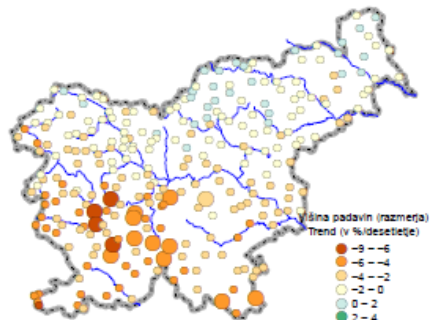 Višina padavin (razmerja)
Trend (v %/desetletje)
−9 – −6
−6 – −4
−4 – −2
−2 – 0
0 – 2
2 – 4